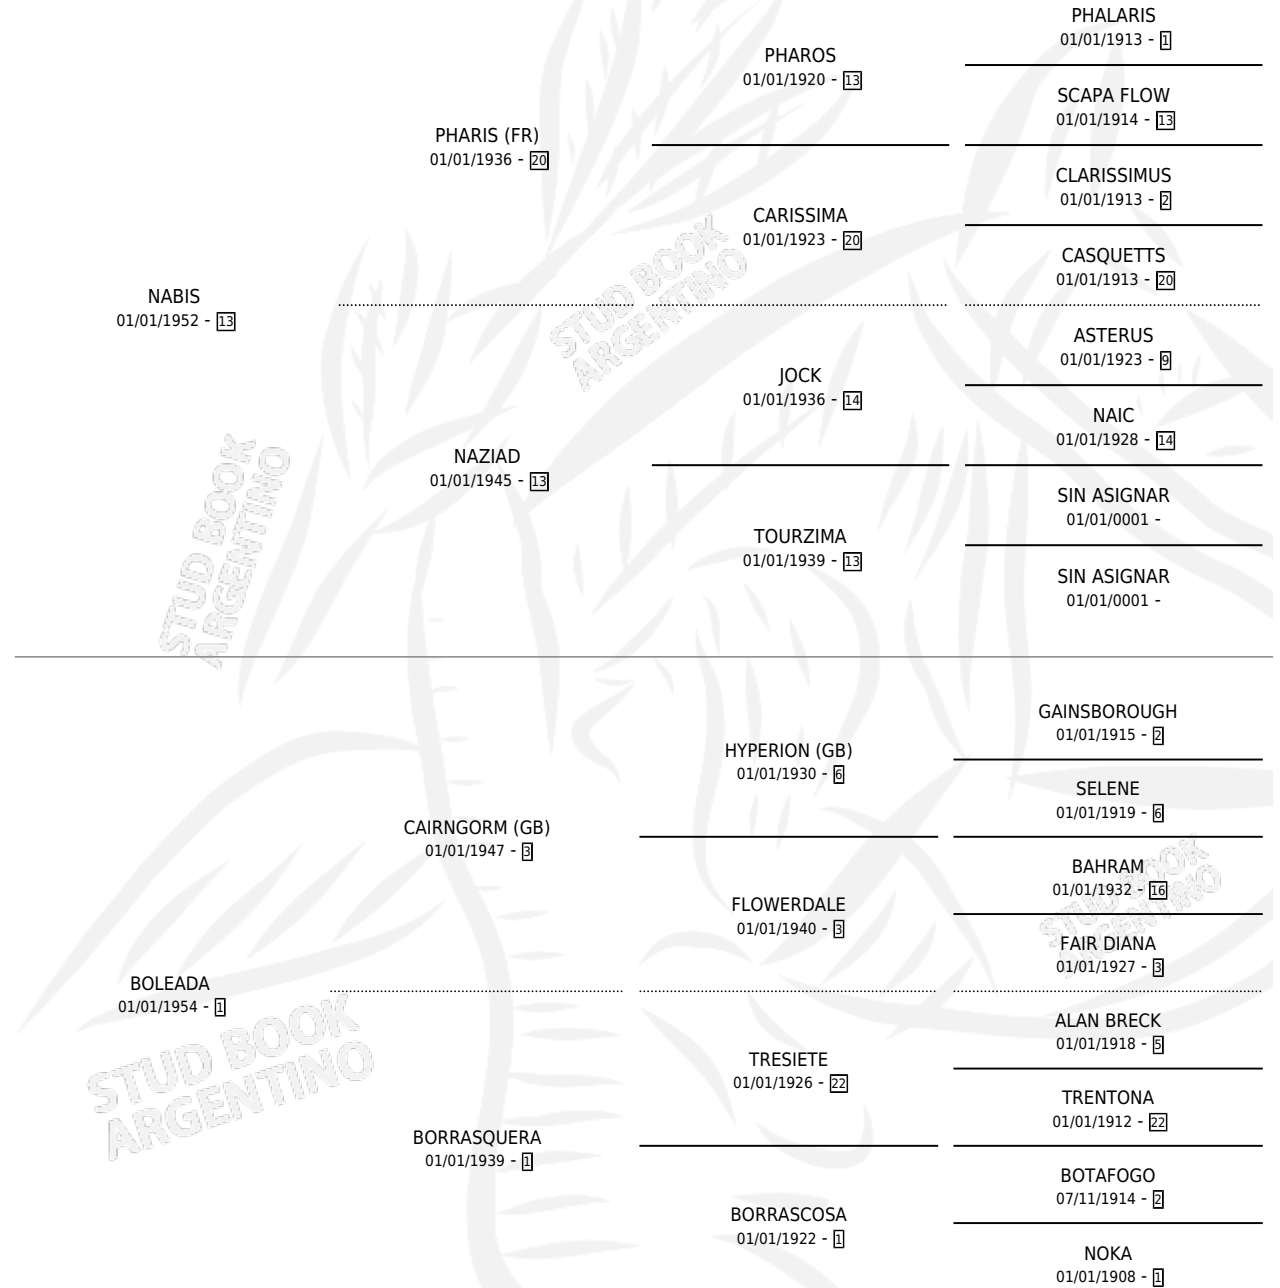 PHALARIS
01/01/1913 - 1
PHAROS
01/01/1920 - 13
SCAPA FLOW
01/01/1914 - 13
PHARIS (FR)
01/01/1936 - 20
CLARISSIMUS
01/01/1913 - 2
CARISSIMA
01/01/1923 - 20
CASQUETTS
01/01/1913 - 20
STUD BOOK
ARGENTINO
NABIS
01/01/1952 - 13
ASTERUS
01/01/1923 - 9
JOCK
01/01/1936 - 14
NAIC
01/01/1928 - 14
NAZIAD
01/01/1945 - 13
SIN ASIGNAR
01/01/0001 -
TOURZIMA
01/01/1939 - 13
SIN ASIGNAR
01/01/0001 -
STUD BOOK
ARGENTINO
GAINSBOROUGH
01/01/1915 - 2
HYPERION (GB)
01/01/1930 - 6
SELENE
01/01/1919 - 6
CAIRNGORM (GB)
01/01/1947 - 3
BAHRAM
01/01/1932 - 16
FLOWERDALE
01/01/1940 - 3
STUD BOOK
ARGENTINO
FAIR DIANA
01/01/1927 - 3
BOLEADA
01/01/1954 - 1
ALAN BRECK
01/01/1918 - 5
STUD BOOK
ARGENTINO
TRESIETE
01/01/1926 - 22
TRENTONA
01/01/1912 - 22
BORRASQUERA
01/01/1939 - 1
BOTAFOGO
07/11/1914 - 2
BORRASCOSA
01/01/1922 - 1
NOKA
01/01/1908 - 1